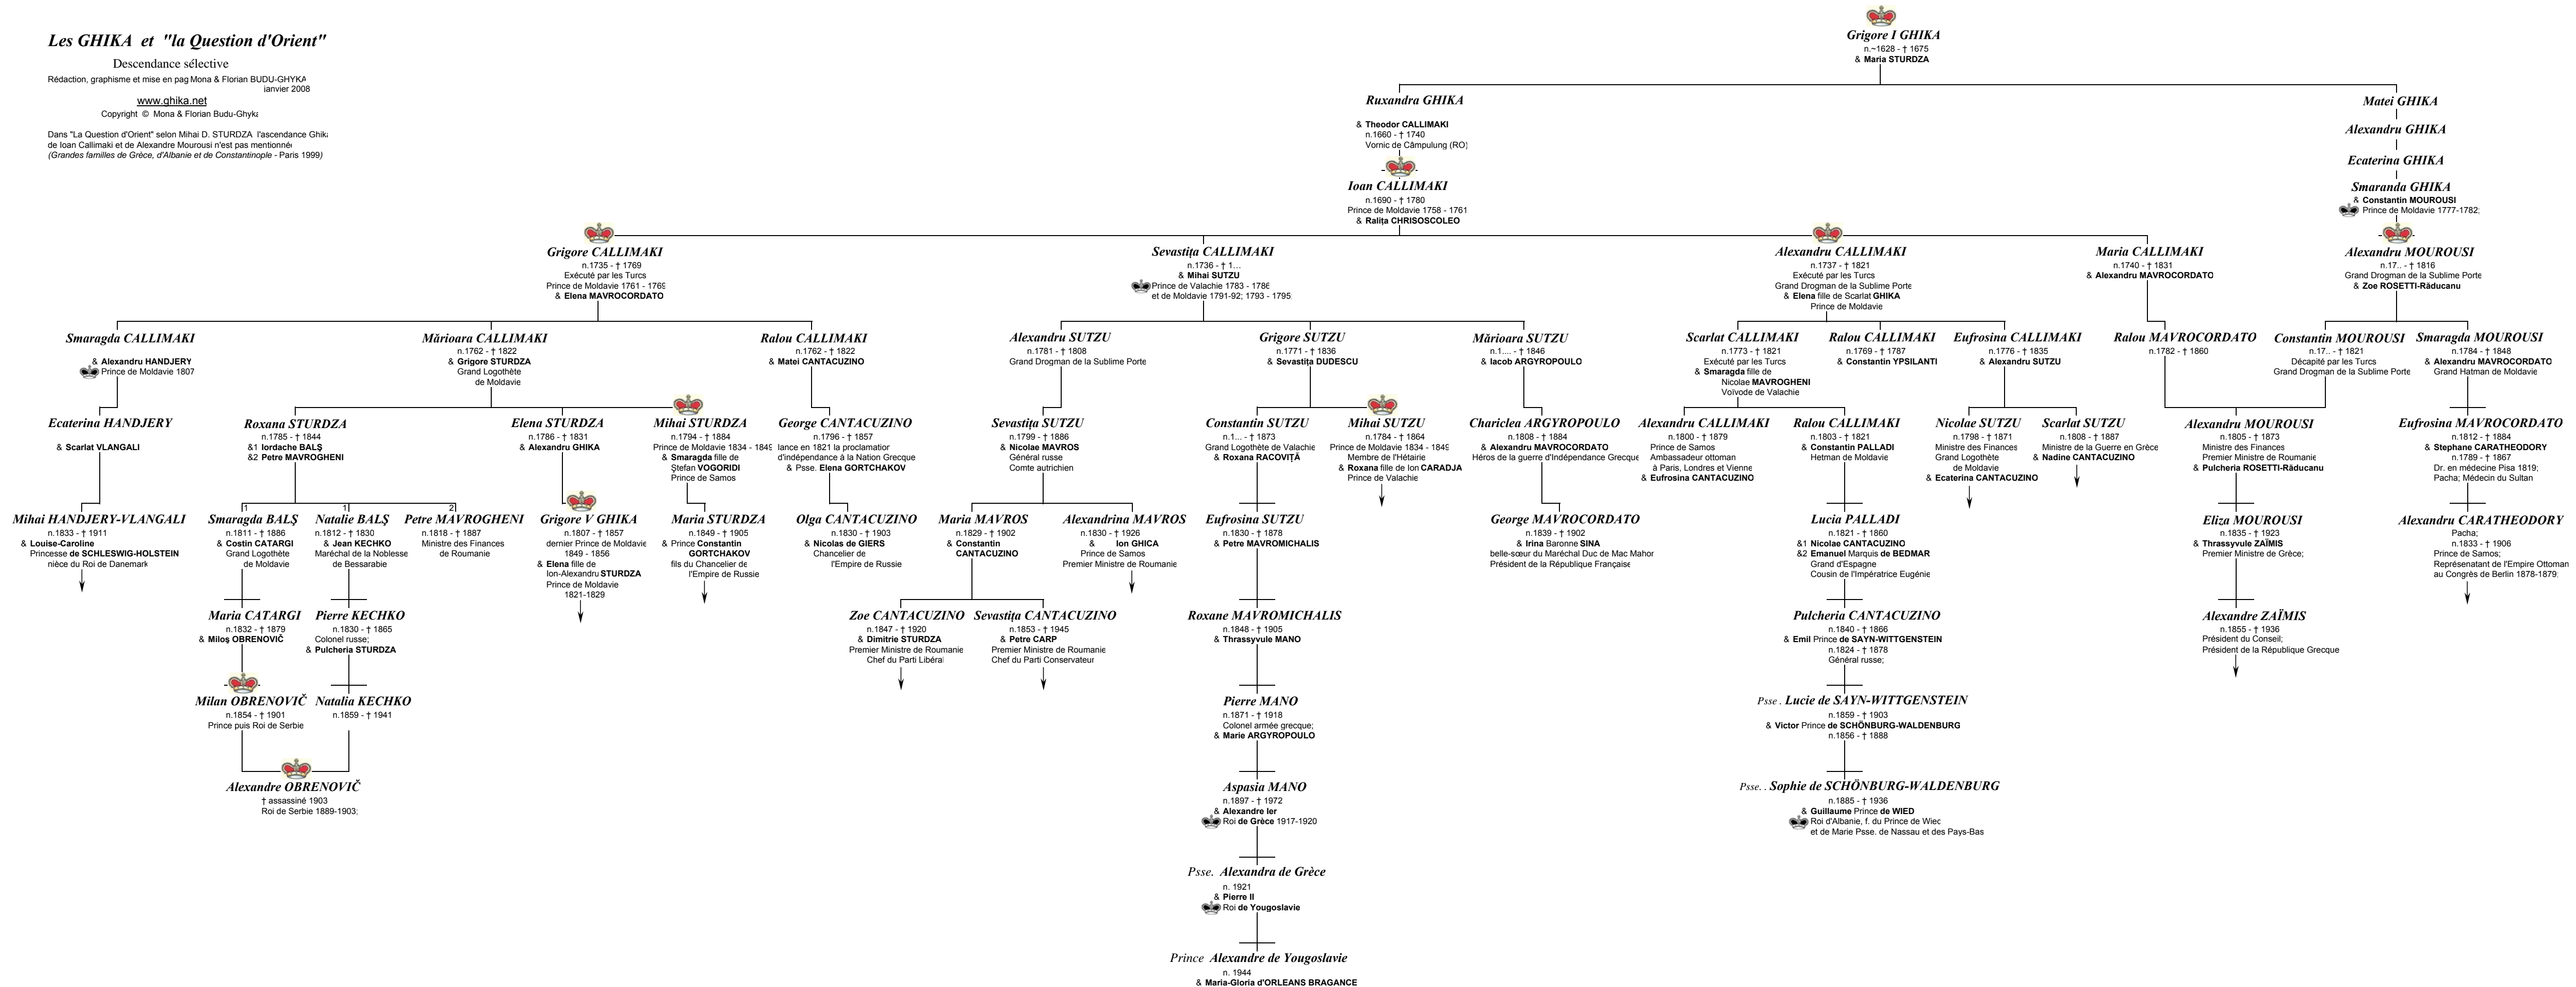 Les GHIKA et "la Question d'Orient"
Descendance sélective
Rédaction, graphisme et mise en pag Mona & Florian BUDU-GHYKA
janvier 2008
www.ghika.net
Copyright © Mona & Florian Budu-Ghyka
Dans "La Question d'Orient" selon Mihai D. STURDZA l'ascendance Ghika
de Ioan Callimaki et de Alexandre Mourousi n'est pas mentionné
(Grandes familles de Grèce, d'Albanie et de Constantinople - Paris 1999)
Grigore I GHIKA
n.~1628 - † 1675
& Maria STURDZA
Ruxandra GHIKA
& Theodor CALLIMAKI
n.1660 - † 1740
Vornic de Câmpulung (RO)
Matei GHIKA
Alexandru GHIKA
Ecaterina GHIKA
Smaranda GHIKA
& Constantin MOUROUSI
Prince de Moldavie 1777-1782;
Ioan CALLIMAKI
n.1690 - † 1780
Prince de Moldavie 1758 - 1761
& Ralița CHRISOSCOLEO
Grigore CALLIMAKI
n.1735 - † 1769
Exécuté par les Turcs
Prince de Moldavie 1761 - 1769
& Elena MAVROCORDATO
Sevastița CALLIMAKI
n.1736 - † 1...
& Mihai SUTZU
Prince de Valachie 1783 - 1786
et de Moldavie 1791-92; 1793 - 1795
Alexandru CALLIMAKI
n.1737 - † 1821
Exécuté par les Turcs
Grand Drogman de la Sublime Porte
& Elena fille de Scarlat GHIKA
Prince de Moldavie
Maria CALLIMAKI
n.1740 - † 1831
& Alexandru MAVROCORDATO
Alexandru MOUROUSI
n.17.. - † 1816
Grand Drogman de la Sublime Porte
& Zoe ROSETTI-Răducanu
Smaragda CALLIMAKI
& Alexandru HANDJERY
Prince de Moldavie 1807
Mărioara CALLIMAKI
n.1762 - † 1822
& Grigore STURDZA
Grand Logothète
de Moldavie
Ralou CALLIMAKI
n.1762 - † 1822
& Matei CANTACUZINO
Alexandru SUTZU
n.1781 - † 1808
Grand Drogman de la Sublime Porte
Grigore SUTZU
n.1771 - † 1836
& Sevastița DUDESCU
Mărioara SUTZU
n.1.... - † 1846
& Iacob ARGYROPULO
Scarlat CALLIMAKI
n.1773 - † 1821
Exécuté par les Turcs
& Smaragda fille de
Nicolae MAVROGHENI
Voïvode de Valachie
Ralou CALLIMAKI
n.1769 - † 1787
& Constantin YPSILANTI
Eufrosina CALLIMAKI
n.1776 - † 1835
& Alexandru SUTZU
Ralou MAVROCORDATO
n.1782 - † 1860
Constantin MOUROUSI
n.17.. - † 1821
Décapité par les Turcs
Grand Drogman de la Sublime Porte
Smaragda MOUROUSI
n.1784 - † 1848
& Alexandru MAVROCORDATO
Grand Hatman de Moldavie
Ecaterina HANDJERY
& Scarlat VLANGALI
Roxana STURDZA
n.1785 - † 1844
&1 Iordache BALȘ
&2 Petre MAVROGHENI
Elena STURDZA
n.1786 - † 1831
& Alexandru GHIKA
Mihai STURDZA
n.1794 - † 1884
Prince de Moldavie 1834 - 1849
& Smaragda fille de
Ștefan VOGORIDI
Prince de Samos
George CANTACUZINO
n.1796 - † 1857
lance en 1821 la proclamation
d'indépendance à la Nation Grecque
& Psse. Elena GORTCHAKOV
Sevastița SUTZU
n.1799 - † 1886
& Nicolae MAVROS
Général russe
Comte autrichien
Constantin SUTZU
n.1... - † 1873
Grand Logothète de Valachie
& Roxana RACOVIȚĂ
Mihai SUTZU
n.1784 - † 1864
Prince de Moldavie 1834 - 1849
Membre de l'Hétairie
& Roxana fille de Ion CARADJA
Prince de Valachie
Chariclea ARGYROPULO
n.1808 - † 1884
& Alexandru MAVROCORDATO
Héros de la guerre d'Indépendance Grecque
Alexandru CALLIMAKI
n.1800 - † 1879
Prince de Samos
Ambassadeur ottoman
à Paris, Londres et Vienne
& Eufrosina CANTACUZINO
Ralou CALLIMAKI
n.1803 - † 1821
& Constantin PALLADI
Hetman de Moldavie
Nicolae SUTZU
n.1798 - † 1871
Ministre des Finances
Grand Logothète
de Moldavie
& Ecaterina CANTACUZINO
Scarlat SUTZU
n.1808 - † 1887
Ministre de la Guerre en Grèce
& Nadine CANTACUZINO
Alexandru MOUROUSI
n.1805 - † 1873
Ministre des Finances
Premier Ministre de Roumanie
& Pulcheria ROSETTI-Răducanu
Eufrosina MAVROCORDATO
n.1812 - † 1884
& Stephane CARATHEODORY
n.1789 - † 1867
Dr. en médecine Pisa 1819;
Pacha; Médecin du Sultan
Mihai HANDJERY-VLANGALI
n.1833 - † 1911
& Louise-Caroline
Princesse de SCHLESWIG-HOLSTEIN
nièce du Roi de Danemark
1
Smaragda BALȘ
n.1811 - † 1886
& Costin CATARGI
Grand Logothète
de Moldavie
1
Natalie BALȘ
n.1812 - † 1830
& Jean KECHKO
Maréchal de la Noblesse
de Bessarabie
2
Petre MAVROGHENI
n.1818 - † 1887
Ministre des Finances
de Roumanie
Grigore V GHIKA
n.1807 - † 1857
dernier Prince de Moldavie
1849 - 1856
& Elena fille de
Ion-Alexandru STURDZA
Prince de Moldavie
1821-1829
Maria STURDZA
n.1849 - † 1905
& Prince Constantin
GORTCHAKOV
fils du Chancelier de
l'Empire de Russie
Olga CANTACUZINO
n.1830 - † 1903
& Nicolas de GIERS
Chancelier de
l'Empire de Russie
Maria MAVROS
n.1829 - † 1902
& Constantin
CANTACUZINO
Alexandrina MAVROS
n.1830 - † 1926
& Ion GHICA
Prince de Samos
Premier Ministre de Roumanie
Eufrosina SUTZU
n.1830 - † 1878
& Petre MAVROMICHALIS
George MAVROCORDATO
n.1839 - † 1902
& Irina Baronne SINA
belle-sœur du Maréchal Duc de Mac Mahon
Président de la République Française
Lucia PALLADI
n.1821 - † 1860
&1 Nicolae CANTACUZINO
&2 Emanuel Marquis de BEDMAR
Grand d'Espagne
Cousin de l'Impératrice Eugénie
Eliza MOUROUSI
n.1835 - † 1923
& Thrassyvule ZAÏMIS
Premier Ministre de Grèce;
Alexandru CARATHEODORY
Pacha;
n.1833 - † 1906
Prince de Samos;
Représenatant de l'Empire Ottoman
au Congrès de Berlin 1878-1879;
Maria CATARGI
n.1832 - † 1879
& Miloș OBRENOVIČ
Pierre KECHKO
n.1830 - † 1865
Colonel russe;
& Pulcheria STURDZA
Zoe CANTACUZINO
n.1847 - † 1920
& Dimitrie STURDZA
Premier Ministre de Roumanie
Chef du Parti Libéral
Sevastița CANTACUZINO
n.1853 - † 1945
& Petre CARP
Premier Ministre de Roumanie
Chef du Parti Conservateur
Roxane MAVROMICHALIS
n.1848 - † 1905
& Thrassyvule MANO
Pulcheria CANTACUZINO
n.1840 - † 1866
& Emil Prince de SAYN-WITTGENSTEIN
n.1824 - † 1878
Général russe;
Alexandre ZAÏMIS
n.1855 - † 1936
Président du Conseil;
Président de la République Grecque
Milan OBRENOVIČ
n.1854 - † 1901
Prince puis Roi de Serbie
Natalia KECHKO
n.1859 - † 1941
Pierre MANO
n.1871 - † 1918
Colonel armée grecque;
& Marie ARGYROPOULO
Psse . Lucie de SAYN-WITTGENSTEIN
n.1859 - † 1903
& Victor Prince de SCHÖNBURG-WALDENBURG
n.1856 - † 1888
Alexandre OBRENOVIČ
† assassiné 1903
Roi de Serbie 1889-1903;
Aspasia MANO
n.1897 - † 1972
& Alexandre Ier
Roi de Grèce 1917-1920
Psse. . Sophie de SCHÖNBURG-WALDENBURG
n.1885 - † 1936
& Guillaume Prince de WIED
Roi d'Albanie, f. du Prince de Wied
et de Marie Psse. de Nassau et des Pays-Bas
Psse. Alexandra de Grèce
n. 1921
& Pierre II
Roi de Yougoslavie
Prince Alexandre de Yougoslavie
n. 1944
& Maria-Gloria d'ORLEANS BRAGANCE